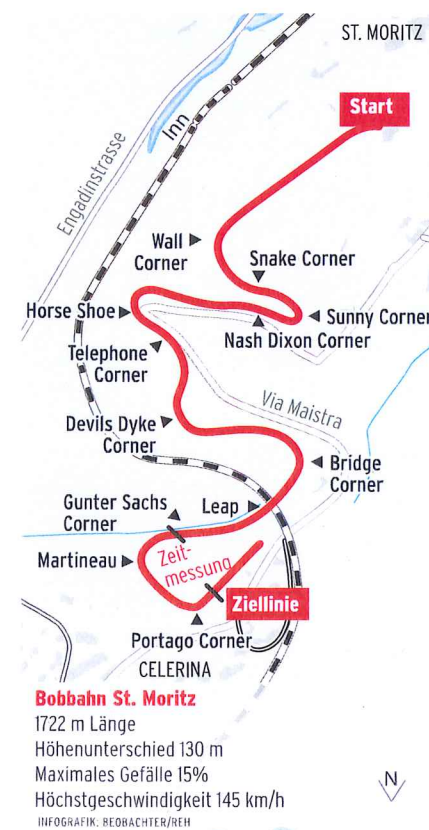 ST. MORITZ
Start
Inn
Engadinstrasse
Wall
Corner
Snake Corner
Horse Shoe
Sunny Corner
Nash Dixon Corner
Telephone
Corner
Via Maistra
Devils Dyke
Corner
Bridge
Corner
Gunter Sachs
Corner
Leap
Martineau
Zeit-
messung
Ziellinie
Portago Corner
CELERINA
Bobbahn St. Moritz
1722 m Länge
Höhenunterschied 130 m
Maximales Gefälle 15%
Höchstgeschwindigkeit 145 km/h
N
INFOGRAFIK: BEOBACHTER/REH